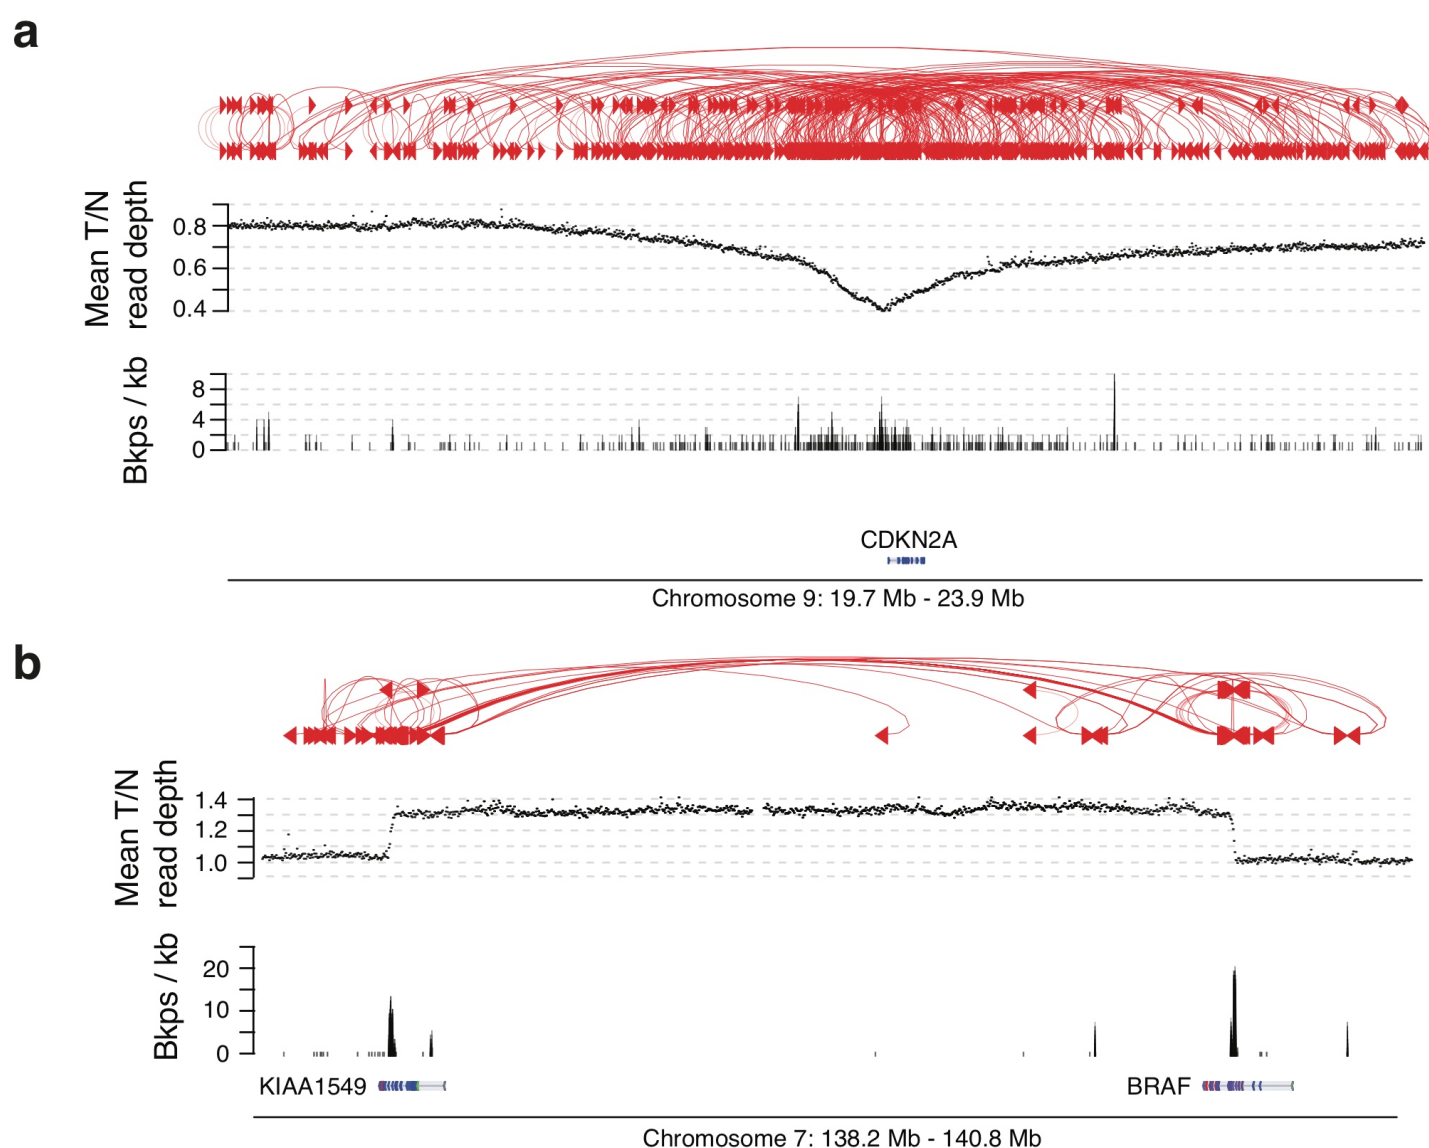 a
Mean T/N
read depth
0.8
0.6
0.4
Bkps / kb
8
4
0
CDKN2A
Chromosome 9: 19.7 Mb - 23.9 Mb
b
Mean T/N
read depth
1.4
1.2
1.0
Bkps / kb
20
10
0
KIAA1549
BRAF
Chromosome 7: 138.2 Mb - 140.8 Mb